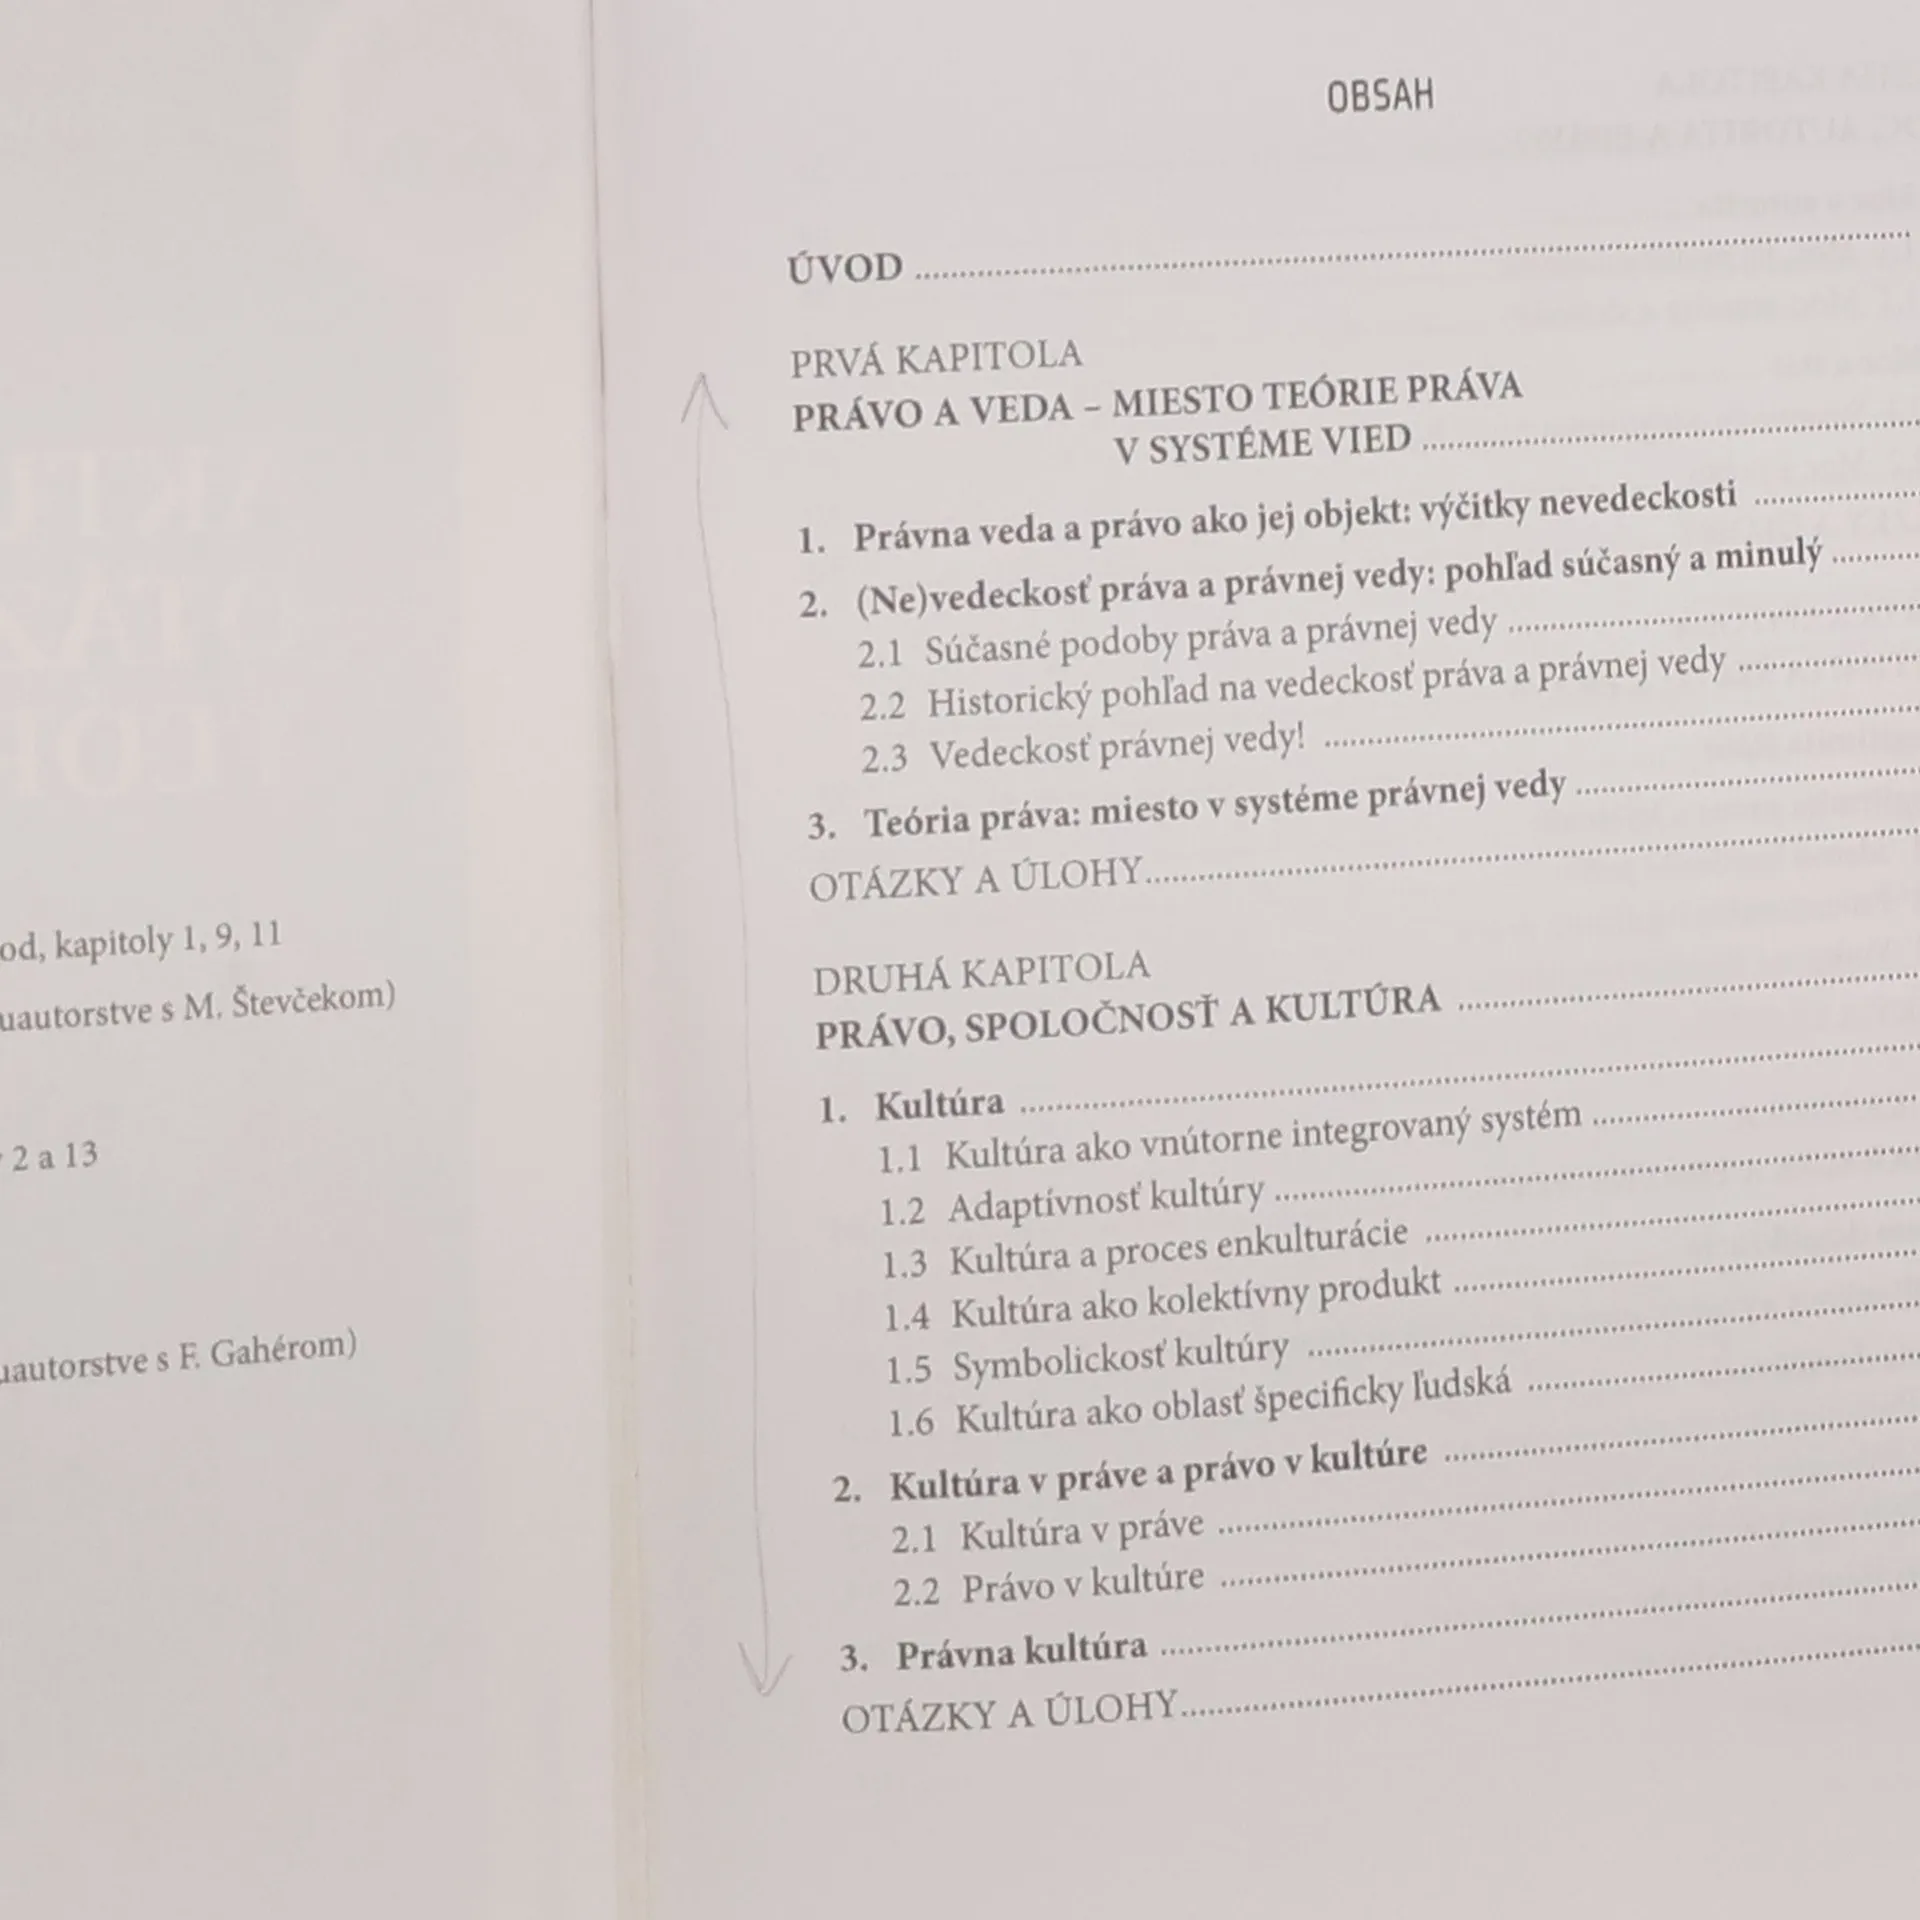 kapitoly 1, 9, 11
s M. Števčekom)
2 a 13
s F. Gahérom)
OBSAH
ÚVOD
PRVÁ KAPITOLA
PRÁVO A VEDA – MIESTO TEÓRIE PRÁVA
V SYSTÉME VIED
1. Právna veda a právo ako jej objekt: výčitky nevedeckosti
2. (Ne)vedeckosť práva a právnej vedy: pohľad súčasný a minulý
2.1 Súčasné podoby práva a právnej vedy
2.2 Historický pohľad na vedeckosť práva a právnej vedy
2.3 Vedeckosť právnej vedy!
3. Teória práva: miesto v systéme právnej vedy
OTÁZKY A ÚLOHY
DRUHÁ KAPITOLA
PRÁVO, SPOLOČNOSŤ A KULTÚRA
1. Kultúra
1.1 Kultúra ako vnútorne integrovaný systém
1.2 Adaptívnosť kultúry
1.3 Kultúra a proces enkulturácie
1.4 Kultúra ako kolektívny produkt
1.5 Symbolickosť kultúry
1.6 Kultúra ako oblasť špecificky ľudská
2. Kultúra v práve a právo v kultúre
2.1 Kultúra v práve
2.2 Právo v kultúre
3. Právna kultúra
OTÁZKY A ÚLOHY